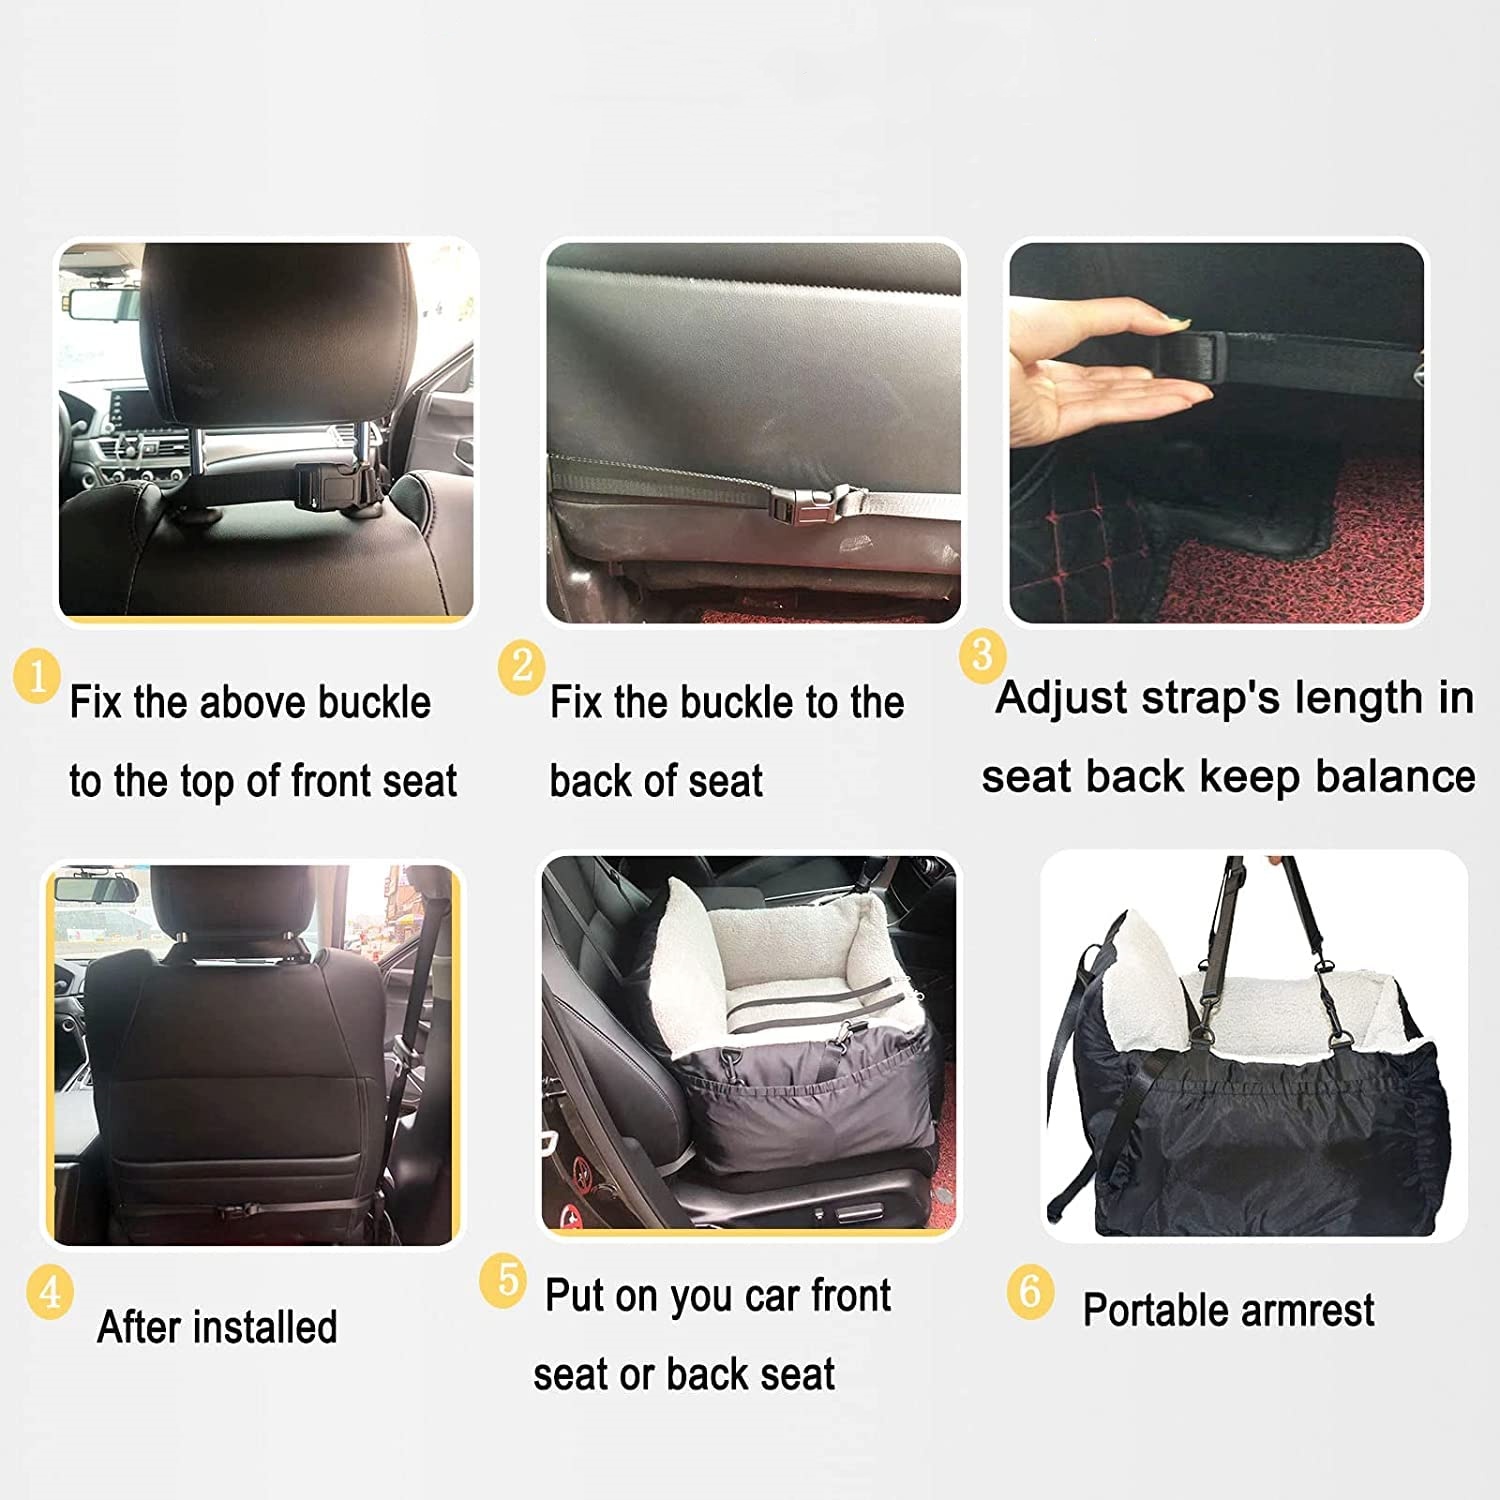 1
Fix the above buckle
to the top of front seat
2
Fix the buckle to the
back of seat
3
Adjust strap's length in
seat back keep balance
4
After installed
5
Put on you car front
seat or back seat
6
Portable armrest